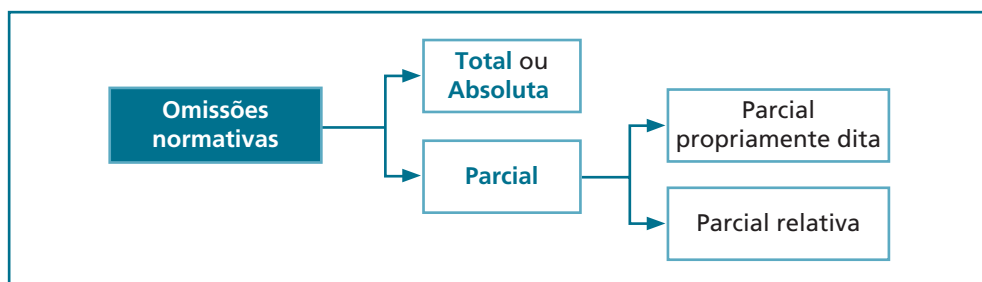 Omissões
normativas
Total ou
Absoluta
Parcial
Parcial
propriamente dita
Parcial relativa